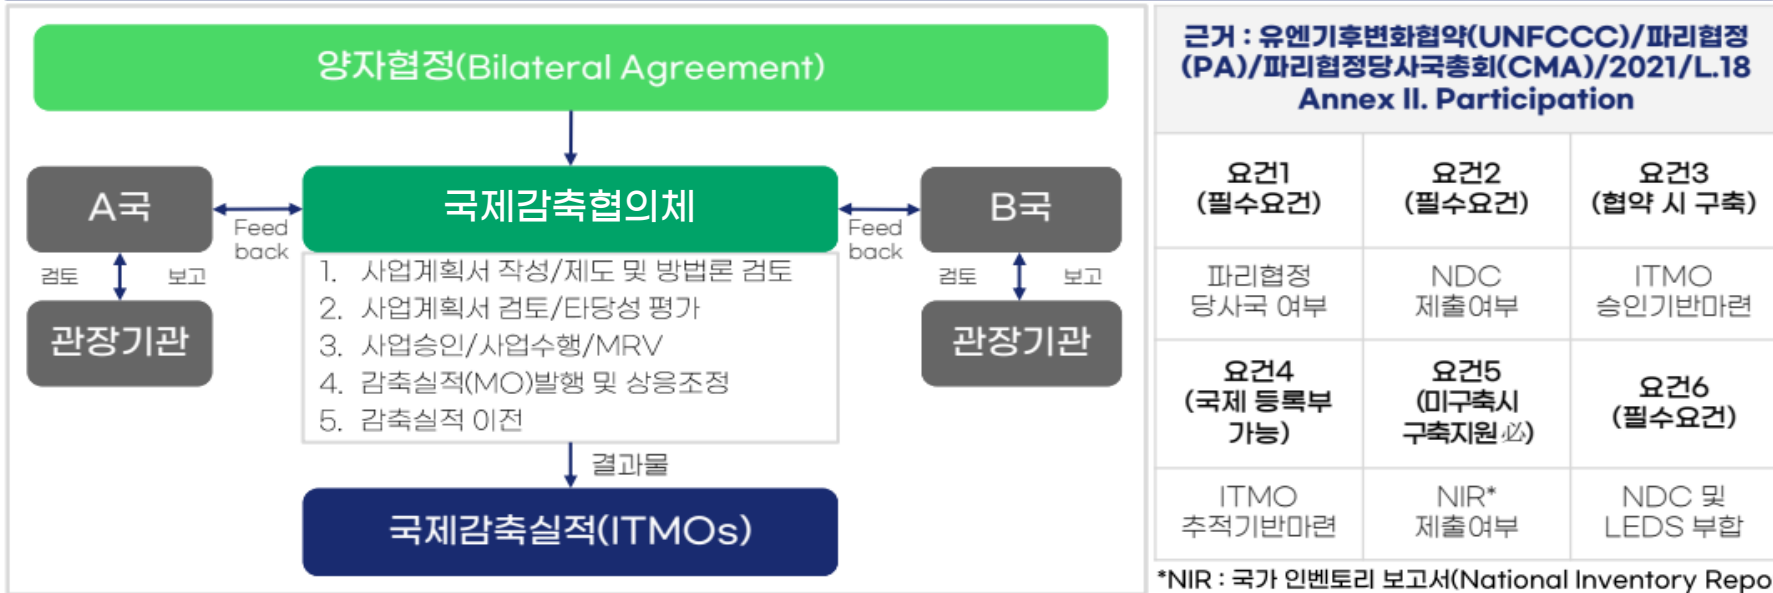 양자협정(Bilateral Agreement)
A국
Feed
back
국제감축협의체
Feed
back
B국
검토
보고
관장기관
1. 사업계획서 작성/제도 및 방법론 검토
2. 사업계획서 검토/타당성 평가
3. 사업승인/사업수행/MRV
4. 감축실적(MO)발행 및 상응조정
5. 감축실적 이전
검토
보고
관장기관
결과물
국제감축실적(ITMOs)
근거 : 유엔기후변화협약(UNFCCC)/파리협정
(PA)/파리협정당사국총회(CMA)/2021/L.18
Annex II. Participation
요건1
(필수요건)
요건2
(필수요건)
요건3
(협약 시 구축)
파리협정
당사국 여부
NDC
제출여부
ITMO
승인기반마련
요건4
(국제 등록부
가능)
요건5
(미구축시
구축지원 必)
요건6
(필수요건)
ITMO
추적기반마련
NIR*
제출여부
NDC 및
LEDS 부합
*NIR : 국가 인벤토리 보고서(National Inventory Repo